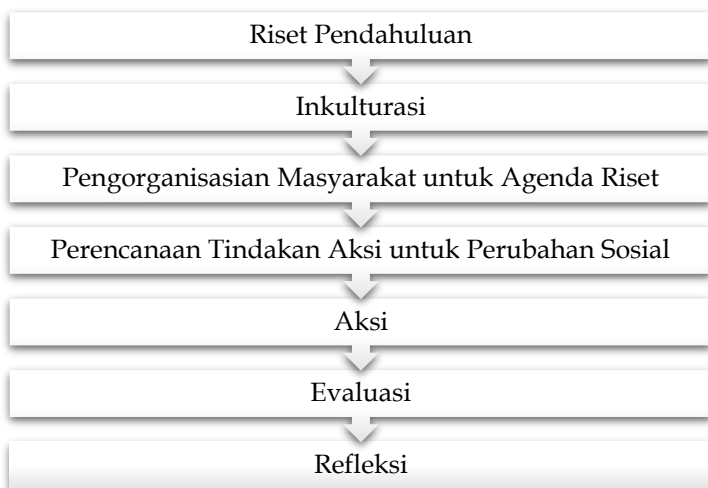 Riset Pendahuluan
Inkulturasi
Pengorganisasian Masyarakat untuk Agenda Riset
Perencanaan Tindakan Aksi untuk Perubahan Sosial
Aksi
Evaluasi
Refleksi